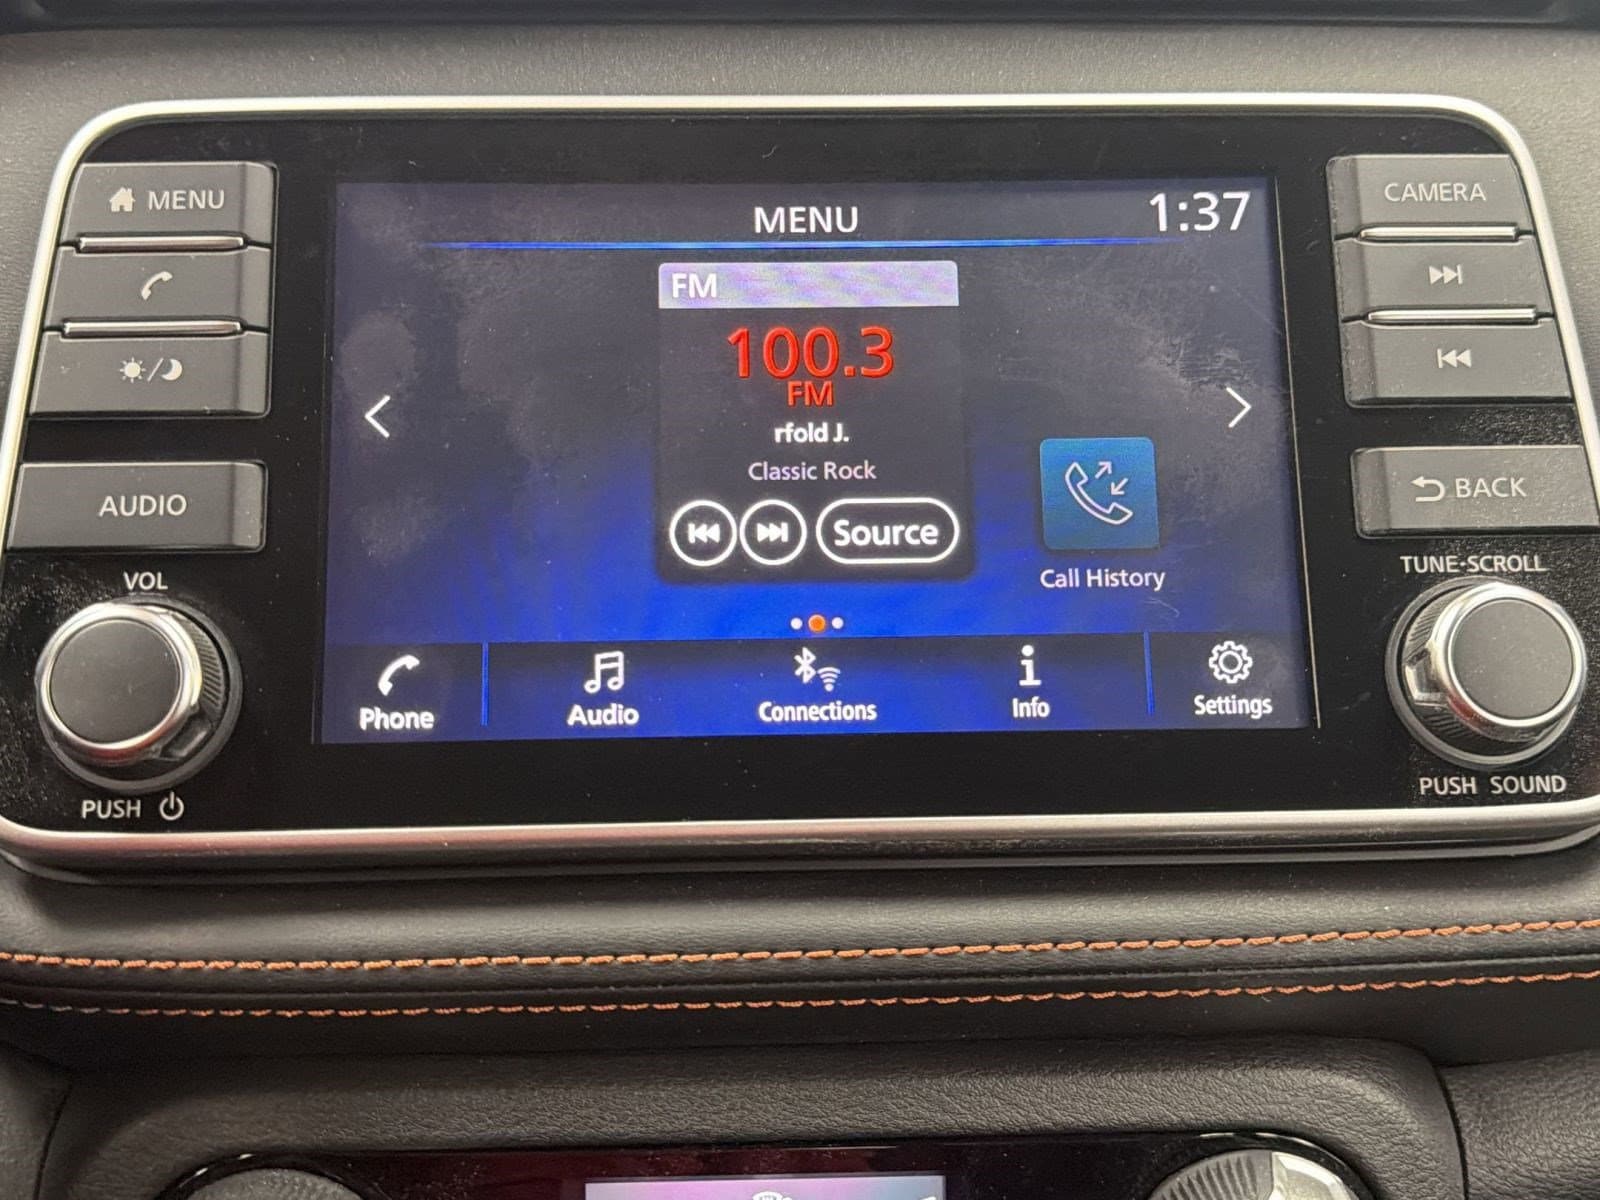 MENU
AUDIO
VOL
PUSH
MENU
1:37
FM
100.3
FM
rfold J.
Classic Rock
Source
Call History
Phone
Audio
Connections
Info
Settings
CAMERA
BACK
TUNE·SCROLL
PUSH SOUND